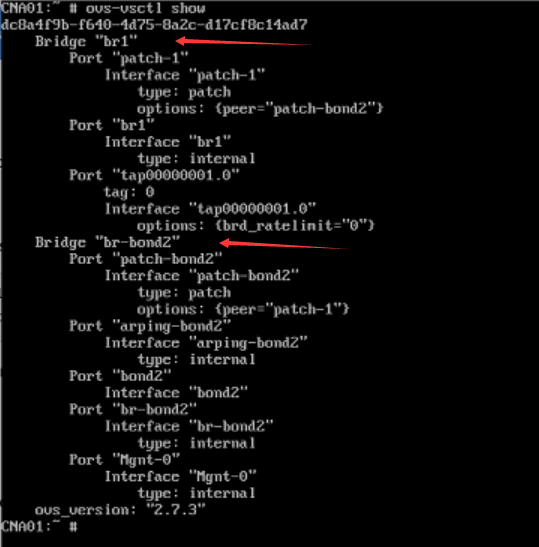 CNA01:~ # ovs-vsctl show
dc8a4f9b-f640-4d75-8a2c-d17cf8c14ad7
    Bridge "br1"
        Port "patch-1"
            Interface "patch-1"
                type: patch
                options: {peer="patch-bond2"}
        Port "br1"
            Interface "br1"
                type: internal
        Port "tap00000001.0"
            tag: 0
            Interface "tap00000001.0"
                options: {brd_ratelimit="0"}
    Bridge "br-bond2"
        Port "patch-bond2"
            Interface "patch-bond2"
                type: patch
                options: {peer="patch-1"}
        Port "arping-bond2"
            Interface "arping-bond2"
                type: internal
        Port "bond2"
            Interface "bond2"
        Port "br-bond2"
            Interface "br-bond2"
                type: internal
        Port "Mgnt-0"
            Interface "Mgnt-0"
                type: internal
    ovs_version: "2.7.3"
CNA01:~ #